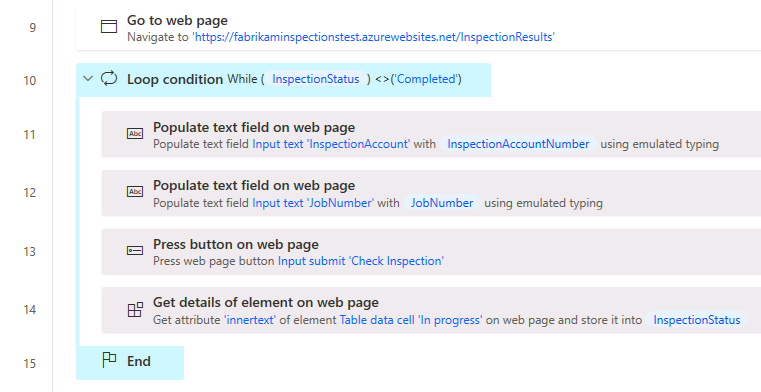 9 Go to web page
Navigate to 'https://fabrikaminspectionstest.azurewebsites.net/InspectionResults'
10 Loop condition While ( InspectionStatus ) <>('Completed')
11 Populate text field on web page
Abc
Populate text field Input text 'InspectionAccount' with InspectionAccountNumber using emulated typing
12 Populate text field on web page
Abc
Populate text field Input text 'JobNumber' with JobNumber using emulated typing
13 Press button on web page
Press web page button Input submit 'Check Inspection'
14 Get details of element on web page
Get attribute 'innertext' of element Table data cell 'In progress' on web page and store it into InspectionStatus
15 End